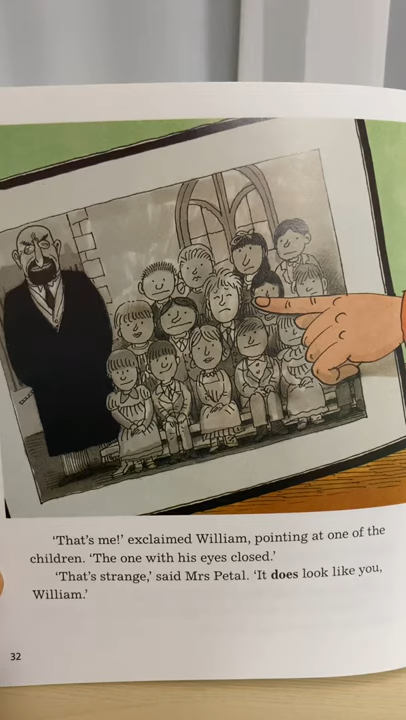 'That's me!' exclaimed William, pointing at one of the
children. 'The one with his eyes closed.'
'That's strange,' said Mrs Petal. 'It does look like you,
William.'
32